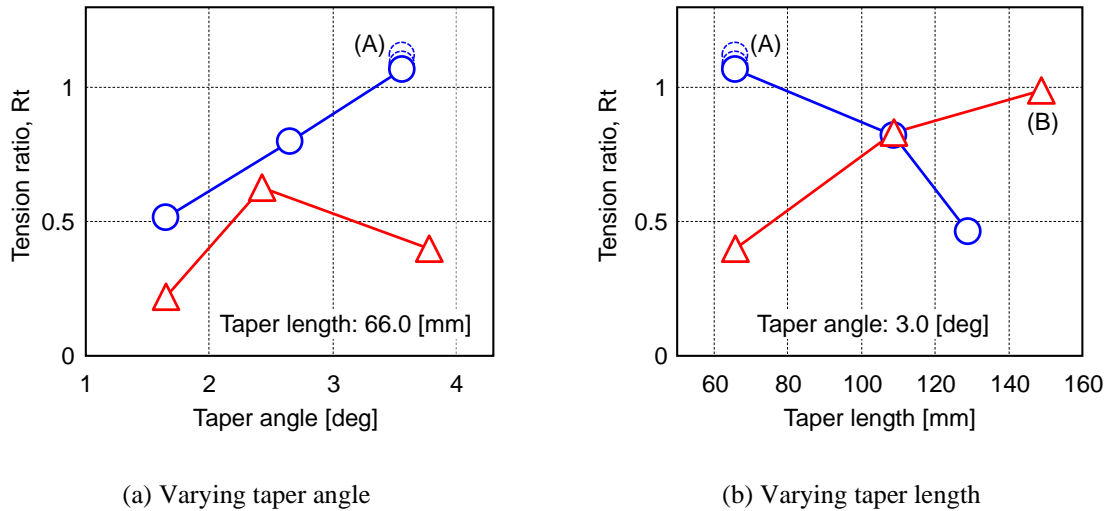 Tension ratio, Rt
1
0.5
0
(A)
Taper length: 66.0 [mm]
1
2
3
4
Taper angle [deg]
(a) Varying taper angle
Tension ratio, Rt
1
0.5
0
(A)
(B)
Taper angle: 3.0 [deg]
60
80
100
120
140
160
Taper length [mm]
(b) Varying taper length